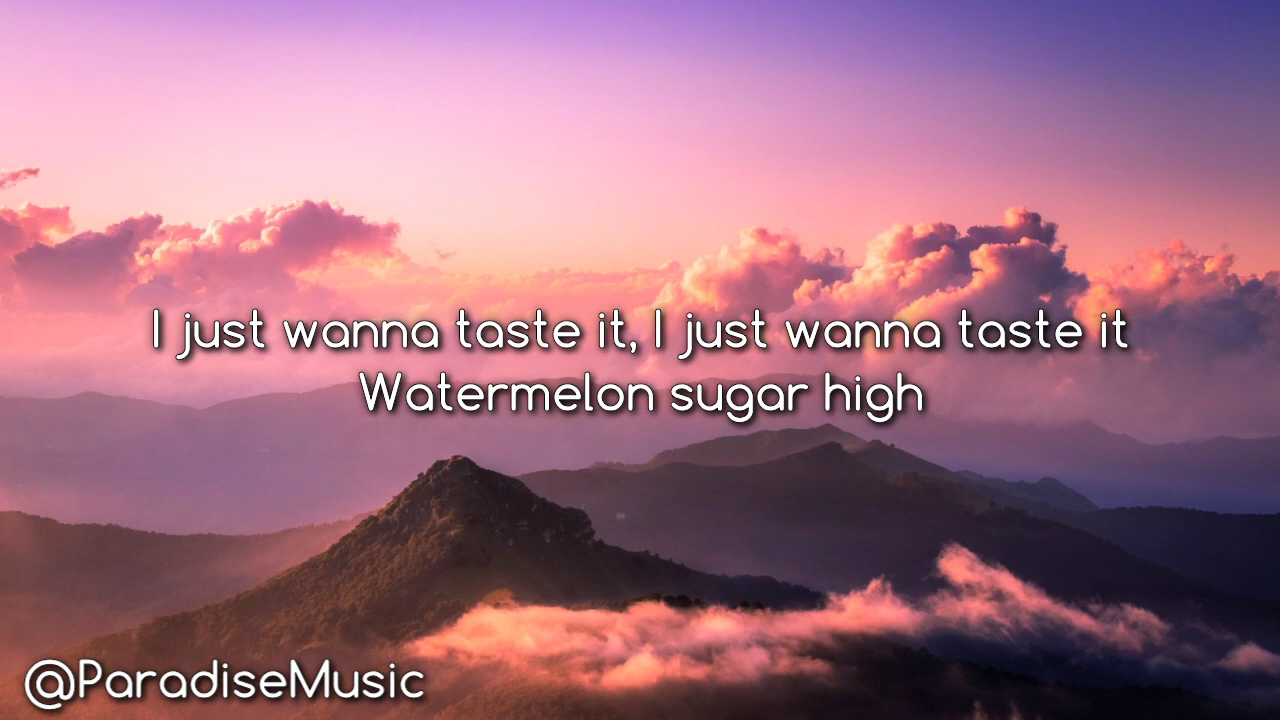 I just wanna taste it, I just wanna taste it
Watermelon sugar high
@ParadiseMusic